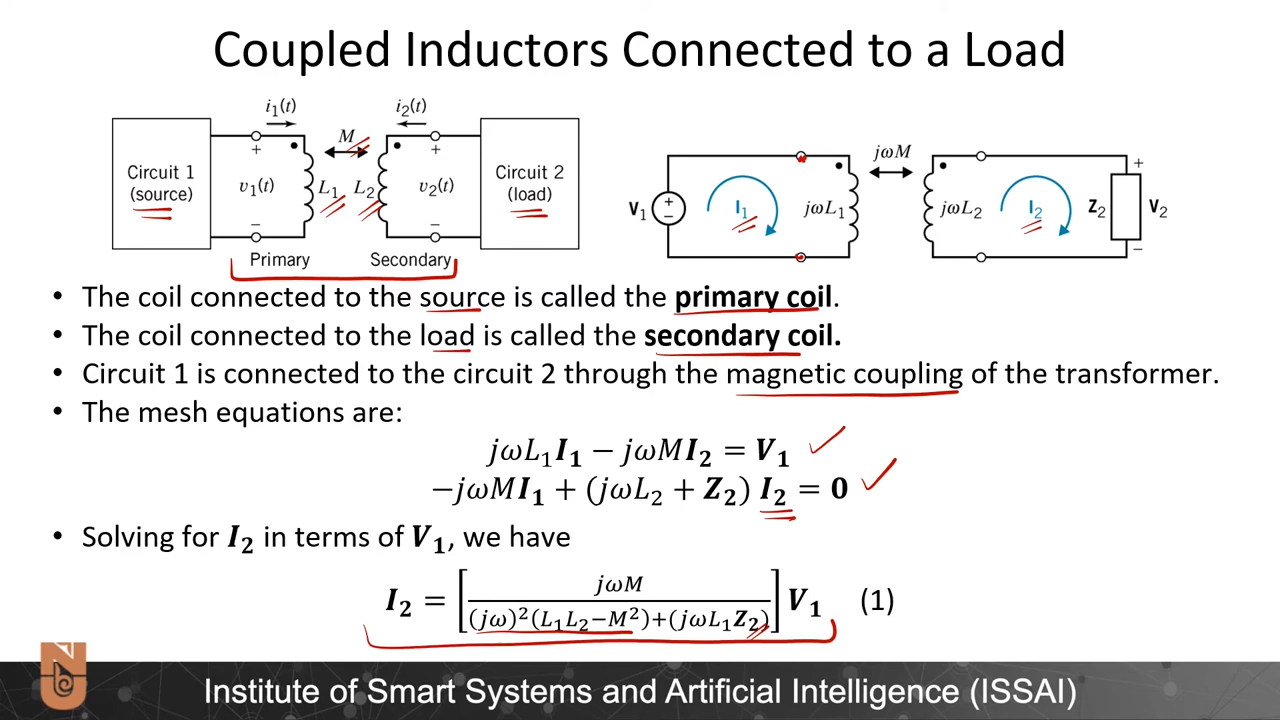 Coupled Inductors Connected to a Load
i₁(t) i₂(t)
M
Circuit 1 (source)
+ v₁(t) −
L₁ L₂
+ v₂(t) −
Circuit 2 (load)
Primary Secondary
V₁ + −
I₁
jωL₁
jωM
jωL₂
I₂
Z₂
+ V₂ −
• The coil connected to the source is called the primary coil.
• The coil connected to the load is called the secondary coil.
• Circuit 1 is connected to the circuit 2 through the magnetic coupling of the transformer.
• The mesh equations are:
jωL₁I₁ − jωMI₂ = V₁
−jωMI₁ + (jωL₂ + Z₂) I₂ = 0
• Solving for I₂ in terms of V₁, we have
I₂ = [jωM / (jω)²(L₁L₂−M²)+(jωL₁Z₂)] V₁ (1)
Institute of Smart Systems and Artificial Intelligence (ISSAI)